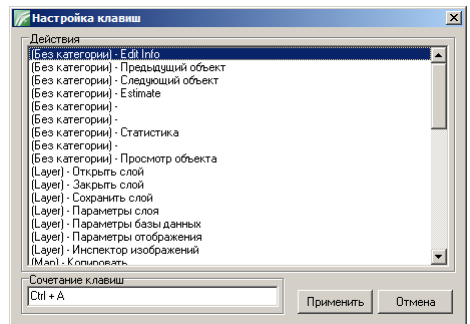 Настройка клавиш
Действия
(Без категории) - Edit Info
(Без категории) - Предыдущий объект
(Без категории) - Следующий объект
(Без категории) - Estimate
(Без категории) -
(Без категории) -
(Без категории) - Статистика
(Без категории) -
(Без категории) - Просмотр объекта
(Layer) - Открыть слой
(Layer) - Закрыть слой
(Layer) - Сохранить слой
(Layer) - Параметры слоя
(Layer) - Параметры базы данных
(Layer) - Параметры отображения
(Layer) - Инспектор изображений
(Map) - Копировать
Сочетание клавиш
Ctrl + A
Применить
Отмена